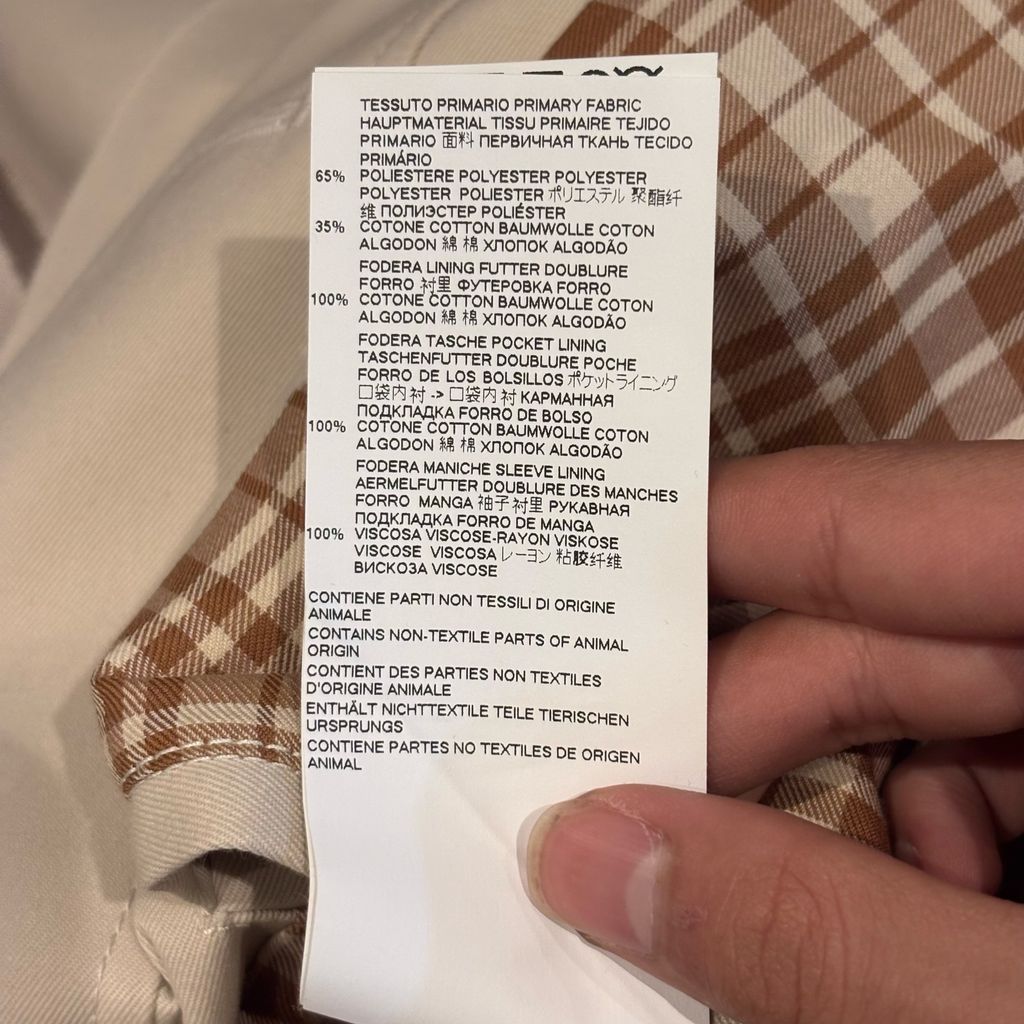 TESSUTO PRIMARIO PRIMARY FABRIC
HAUPTMATERIAL TISSU PRIMAIRE TEJIDO
PRIMARIO 面料 ПЕРВИЧНАЯ ТКАНЬ TECIDO
PRIMÁRIO
65% POLIESTERE POLYESTER POLYESTER
POLYESTER POLIESTER ポリエステル 聚酯纤
维 ПОЛИЭСТЕР POLIÉSTER
35% COTONE COTTON BAUMWOLLE COTON
ALGODON 綿 棉 ХЛОПОК ALGODÃO
FODERA LINING FUTTER DOUBLURE
FORRO 衬里 ФУТЕРОВКА FORRO
100% COTONE COTTON BAUMWOLLE COTON
ALGODON 綿 棉 ХЛОПОК ALGODÃO
FODERA TASCHE POCKET LINING
TASCHENFUTTER DOUBLURE POCHE
FORRO DE LOS BOLSILLOS ポケットライニング
口袋内衬 -> 口袋内衬 КАРМАННАЯ
ПОДКЛАДКА FORRO DE BOLSO
100% COTONE COTTON BAUMWOLLE COTON
ALGODON 綿 棉 ХЛОПОК ALGODÃO
FODERA MANICHE SLEEVE LINING
AERMELFUTTER DOUBLURE DES MANCHES
FORRO MANGA 袖子衬里 РУКАВНАЯ
ПОДКЛАДКА FORRO DE MANGA
100% VISCOSA VISCOSE-RAYON VISKOSE
VISCOSE VISCOSA レーヨン 粘胶纤维
ВИСКОЗА VISCOSE
CONTIENE PARTI NON TESSILI DI ORIGINE
ANIMALE
CONTAINS NON-TEXTILE PARTS OF ANIMAL
ORIGIN
CONTIENT DES PARTIES NON TEXTILES
D'ORIGINE ANIMALE
ENTHÄLT NICHTTEXTILE TEILE TIERISCHEN
URSPRUNGS
CONTIENE PARTES NO TEXTILES DE ORIGEN
ANIMAL